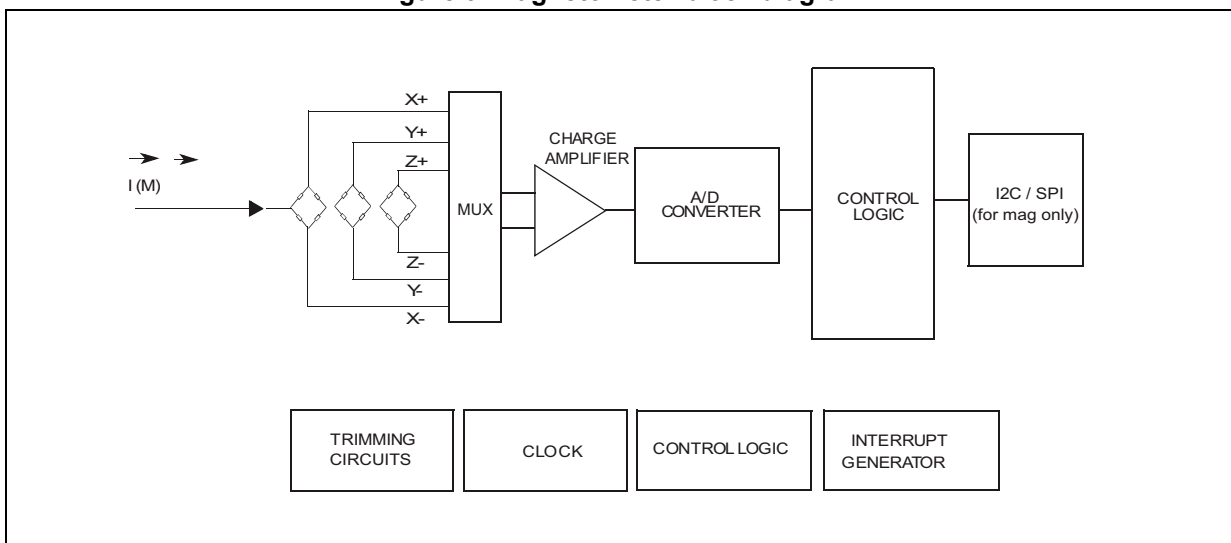 X+
Y+
Z+
I (M)
MUX
Z-
Y-
X-
CHARGE
AMPLIFIER
A/D
CONVERTER
CONTROL
LOGIC
I2C / SPI
(for mag only)
TRIMMING
CIRCUITS
CLOCK
CONTROL LOGIC
INTERRUPT
GENERATOR